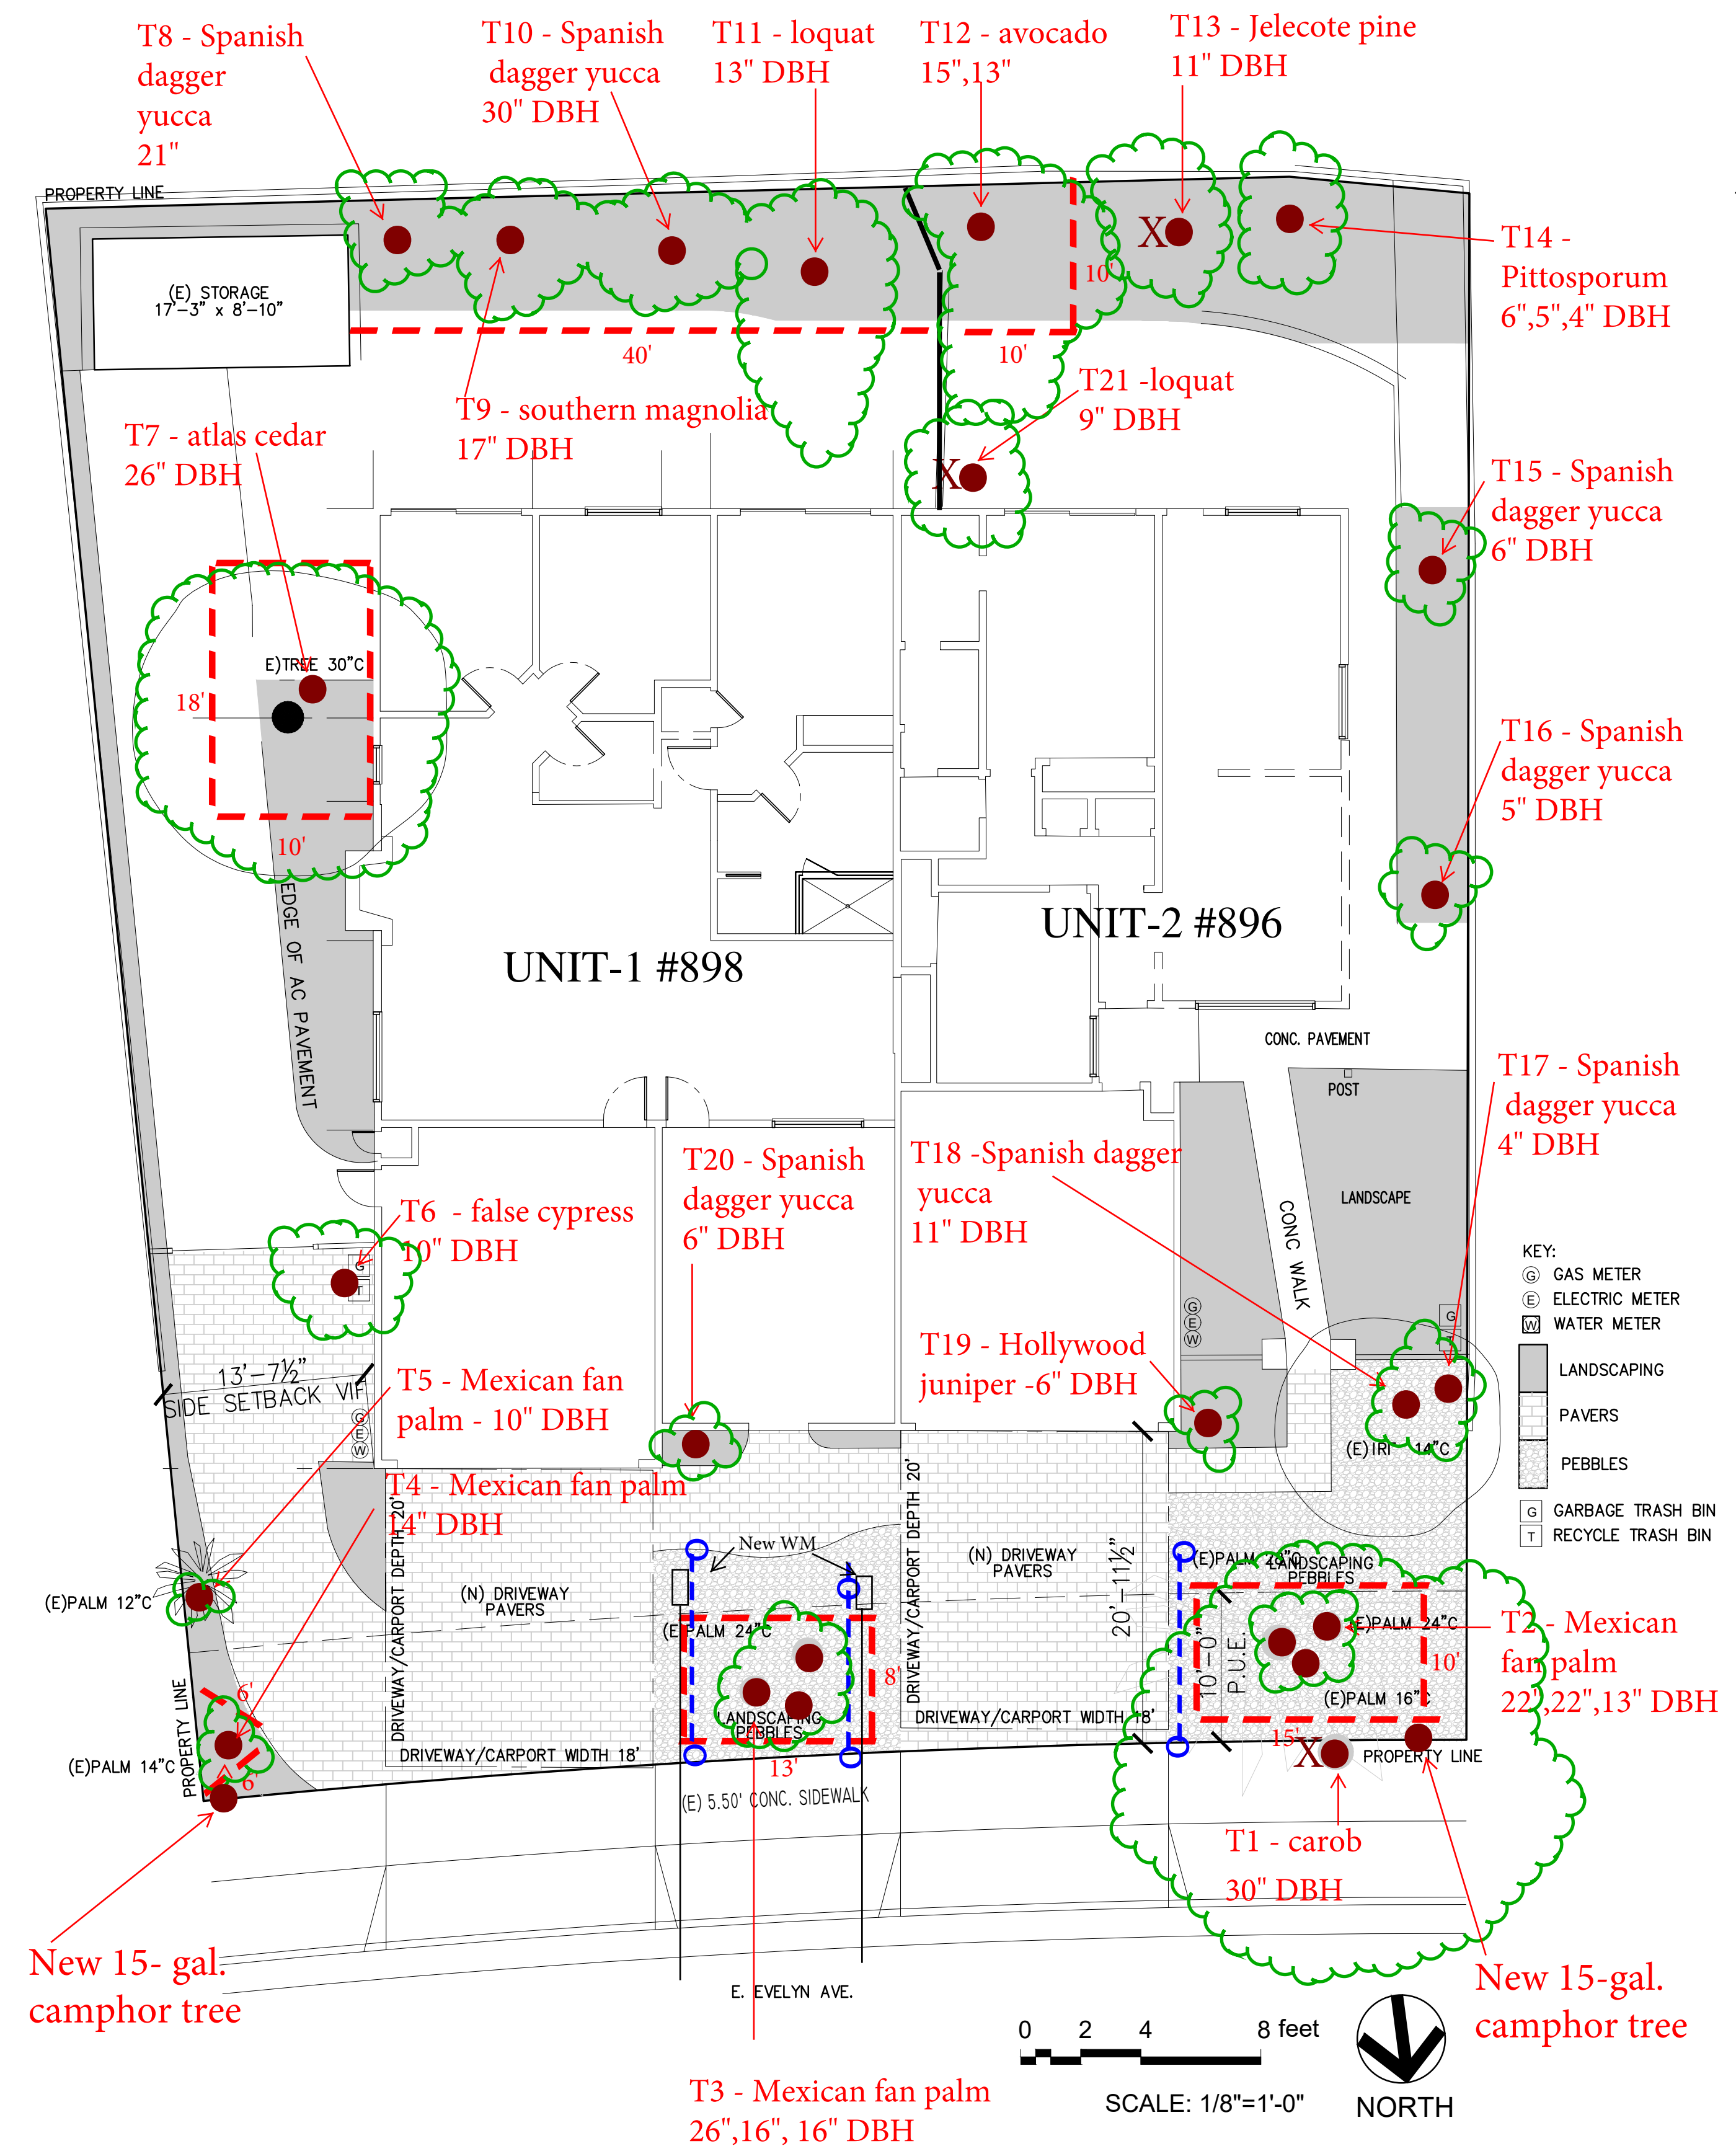 T8 - Spanish
dagger
yucca
21"
T10 - Spanish
dagger yucca
30" DBH
T11 - loquat
13" DBH
T12 - avocado
15",13"
T13 - Jelecote pine
11" DBH
PROPERTY LINE
T14 -
Pittosporum
6",5",4" DBH
X
10'
(E) STORAGE
17'-3" x 8'-10"
40'
10'
T21 -loquat
9" DBH
T9 - southern magnolia
17" DBH
T7 - atlas cedar
26" DBH
X
T15 - Spanish
dagger yucca
6" DBH
E)TREE 30"C
18'
10'
T16 - Spanish
dagger yucca
5" DBH
EDGE OF AC PAVEMENT
UNIT-1 #898
UNIT-2 #896
CONC. PAVEMENT
POST
T17 - Spanish
dagger yucca
4" DBH
T20 - Spanish
dagger yucca
6" DBH
T18 -Spanish dagger
yucca
11" DBH
LANDSCAPE
CONC WALK
T6 - false cypress
10" DBH
G
T
KEY:
G GAS METER
E ELECTRIC METER
W WATER METER
LANDSCAPING
PAVERS
PEBBLES
G GARBAGE TRASH BIN
T RECYCLE TRASH BIN
G
E
W
G
T19 - Hollywood
juniper -6" DBH
13'-7½"
SIDE SETBACK VIF
T5 - Mexican fan
palm - 10" DBH
G
E
W
(E)IRI 14"C
T4 - Mexican fan palm
14" DBH
DRIVEWAY/CARPORT DEPTH 20'
New WM
DRIVEWAY/CARPORT DEPTH 20'
(N) DRIVEWAY
PAVERS
20'-11½"
(E)PALM
LANDSCAPING
PEBBLES
(E)PALM 12"C
(N) DRIVEWAY
PAVERS
(E)PALM 24"C
(E)PALM 24"C
T2 - Mexican
fan palm
22",22",13" DBH
10'-0"
P.U.E.
10'
8'
(E)PALM 16"C
6'
6'
PROPERTY LINE
(E)PALM 14"C
LANDSCAPING
PEBBLES
DRIVEWAY/CARPORT WIDTH 18'
DRIVEWAY/CARPORT WIDTH 18'
13'
15'
X
PROPERTY LINE
(E) 5.50' CONC. SIDEWALK
T1 - carob
30" DBH
New 15- gal.
camphor tree
New 15-gal.
camphor tree
E. EVELYN AVE.
0 2 4 8 feet
SCALE: 1/8"=1'-0"
NORTH
T3 - Mexican fan palm
26",16", 16" DBH